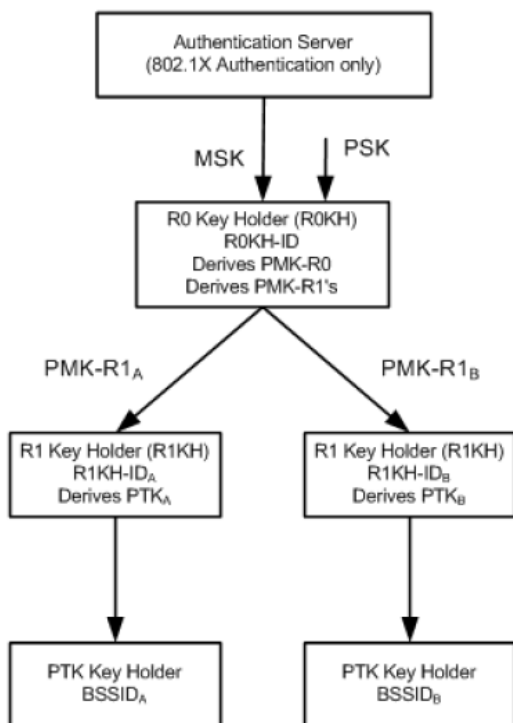 Authentication Server
(802.1X Authentication only)
MSK
PSK
R0 Key Holder (R0KH)
R0KH-ID
Derives PMK-R0
Derives PMK-R1's
PMK-R1A
PMK-R1B
R1 Key Holder (R1KH)
R1KH-IDA
Derives PTKA
R1 Key Holder (R1KH)
R1KH-IDB
Derives PTKB
PTK Key Holder
BSSIDA
PTK Key Holder
BSSIDB